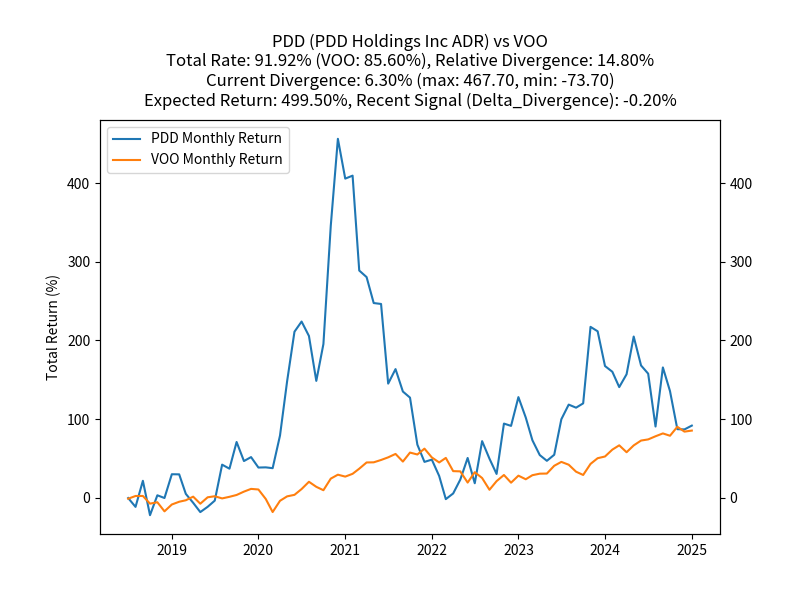 PDD (PDD Holdings Inc ADR) vs VOO
Total Rate: 91.92% (VOO: 85.60%), Relative Divergence: 14.80%
Current Divergence: 6.30% (max: 467.70, min: -73.70)
Expected Return: 499.50%, Recent Signal (Delta_Divergence): -0.20%
PDD Monthly Return
VOO Monthly Return
Total Return (%)
400 400
300 300
200 200
100 100
0 0
2019 2020 2021 2022 2023 2024 2025